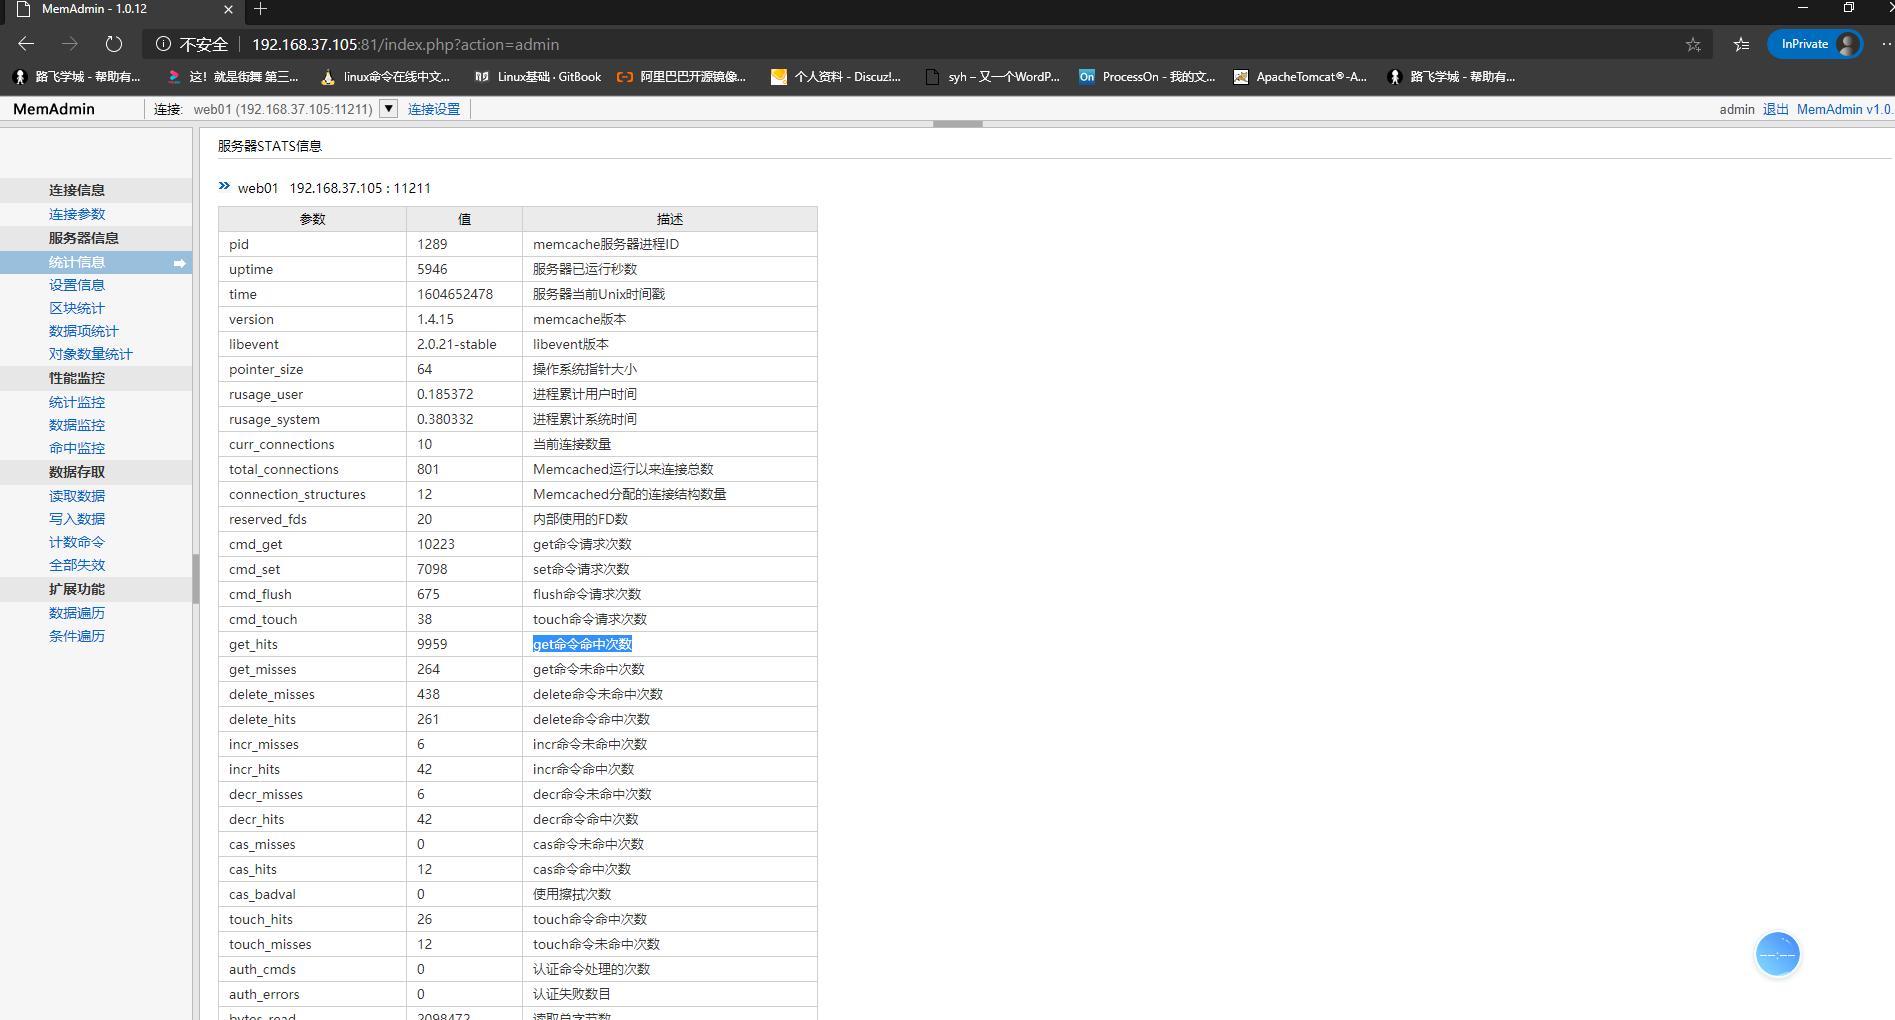 MemAdmin - 1.0.12
不安全 192.168.37.105:81/index.php?action=admin
InPrivate
路飞学城 - 帮助有...
这！就是街舞 第三...
linux命令在线中文...
Linux基础 · GitBook
阿里巴巴开源镜像...
个人资料 - Discuz!...
syh – 又一个WordP...
On ProcessOn - 我的文...
ApacheTomcat®-A...
路飞学城 - 帮助有...
MemAdmin 连接: web01 (192.168.37.105:11211) 连接设置 admin 退出 MemAdmin v1.0.
连接信息
连接参数
服务器信息
统计信息
设置信息
区块统计
数据项统计
对象数量统计
性能监控
统计监控
数据监控
命中监控
数据存取
读取数据
写入数据
计数命令
全部失效
扩展功能
数据遍历
条件遍历
服务器STATS信息
web01 192.168.37.105 : 11211
参数 值 描述
pid 1289 memcache服务器进程ID
uptime 5946 服务器已运行秒数
time 1604652478 服务器当前Unix时间戳
version 1.4.15 memcache版本
libevent 2.0.21-stable libevent版本
pointer_size 64 操作系统指针大小
rusage_user 0.185372 进程累计用户时间
rusage_system 0.380332 进程累计系统时间
curr_connections 10 当前连接数量
total_connections 801 Memcached运行以来连接总数
connection_structures 12 Memcached分配的连接结构数量
reserved_fds 20 内部使用的FD数
cmd_get 10223 get命令请求次数
cmd_set 7098 set命令请求次数
cmd_flush 675 flush命令请求次数
cmd_touch 38 touch命令请求次数
get_hits 9959 get命令命中次数
get_misses 264 get命令未命中次数
delete_misses 438 delete命令未命中次数
delete_hits 261 delete命令命中次数
incr_misses 6 incr命令未命中次数
incr_hits 42 incr命令命中次数
decr_misses 6 decr命令未命中次数
decr_hits 42 decr命令命中次数
cas_misses 0 cas命令未命中次数
cas_hits 12 cas命令命中次数
cas_badval 0 使用擦拭次数
touch_hits 26 touch命令命中次数
touch_misses 12 touch命令未命中次数
auth_cmds 0 认证命令处理的次数
auth_errors 0 认证失败数目
bytes_read 2098472 读取总字节数
--:--